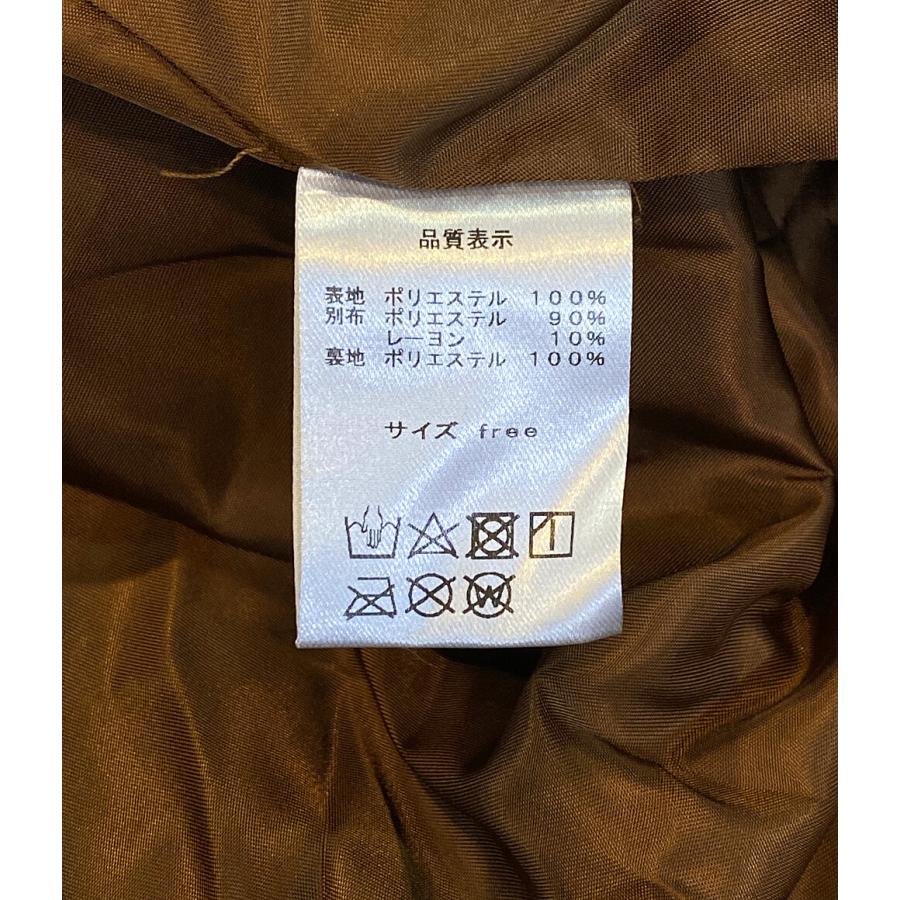 品質表示
表地 ポリエステル 100%
別布 ポリエステル 90%
レーヨン 10%
裏地 ポリエステル 100%
サイズ free
W